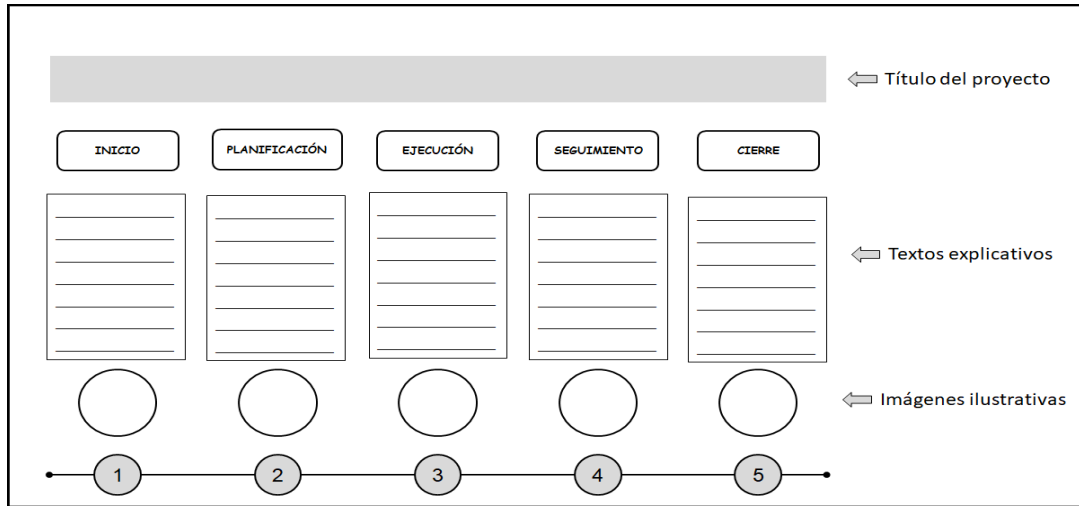 Título del proyecto
INICIO
PLANIFICACIÓN
EJECUCIÓN
SEGUIMIENTO
CIERRE
Textos explicativos
Imágenes ilustrativas
1
2
3
4
5